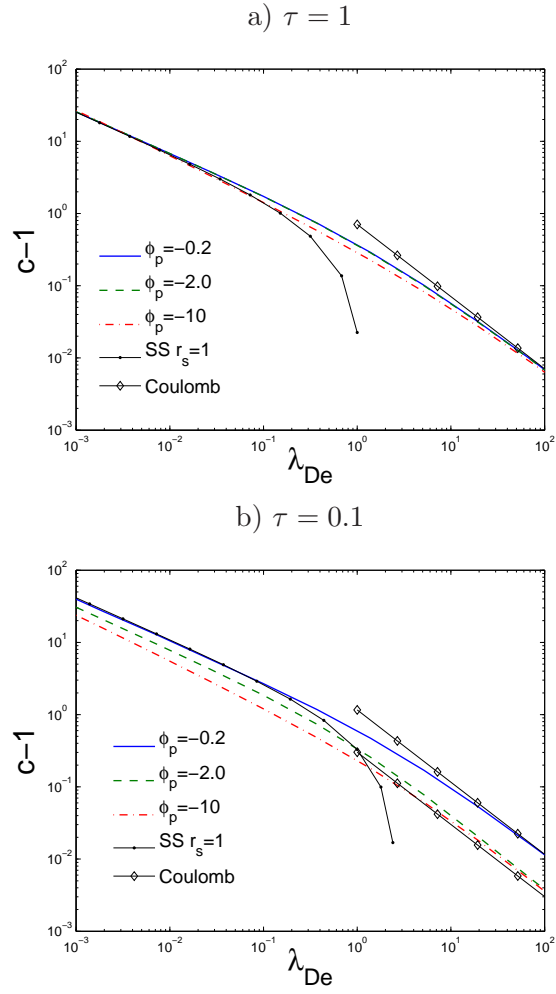 a) τ = 1
10²
10¹
10⁰
10⁻¹
10⁻²
10⁻³
c−1
ϕp=−0.2
ϕp=−2.0
ϕp=−10
SS rs=1
Coulomb
10⁻³ 10⁻² 10⁻¹ 10⁰ 10¹ 10²
λDe
b) τ = 0.1
10²
10¹
10⁰
10⁻¹
10⁻²
10⁻³
c−1
ϕp=−0.2
ϕp=−2.0
ϕp=−10
SS rs=1
Coulomb
10⁻³ 10⁻² 10⁻¹ 10⁰ 10¹ 10²
λDe